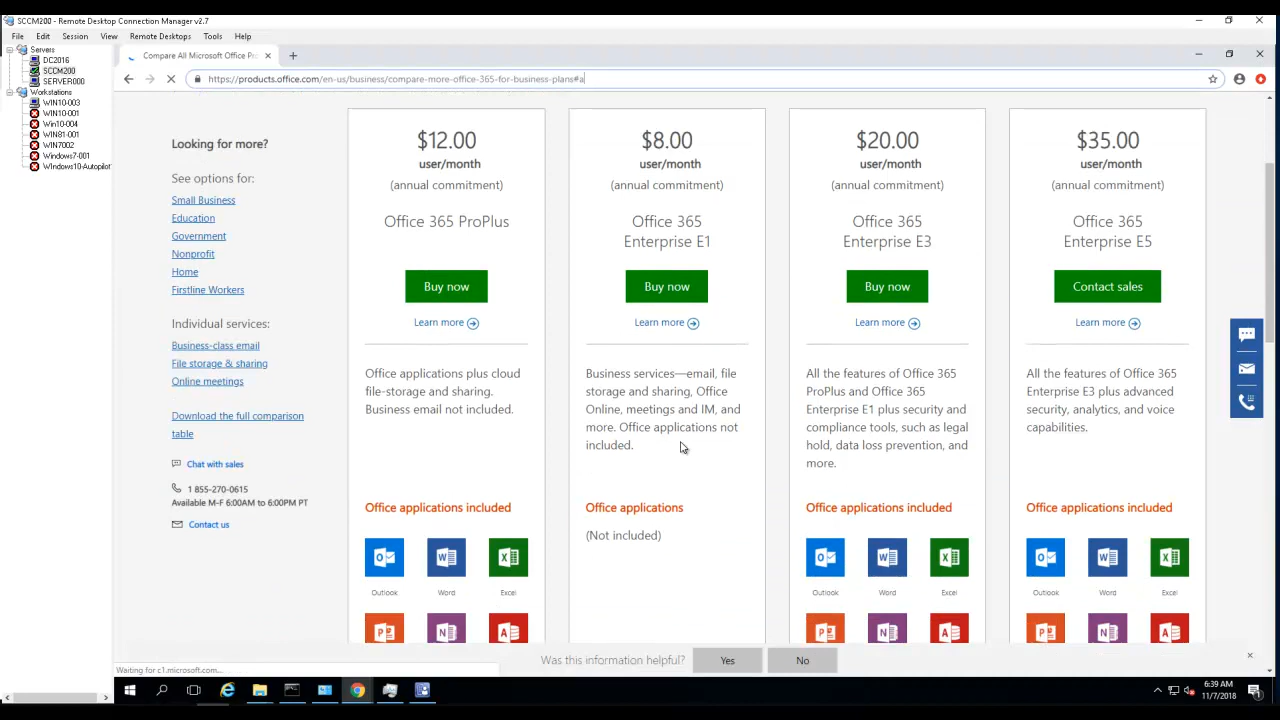 SCCM200 - Remote Desktop Connection Manager v2.7
File Edit Session View Remote Desktops Tools Help
Servers
DC2016
SCCM200
SERVER000
Workstations
WIN10-003
WIN10-001
Win10-004
WIN81-001
WIN7002
Windows7-001
Windows10-Autopilot
Compare All Microsoft Office Pro
https://products.office.com/en-us/business/compare-more-office-365-for-business-plans#a
Looking for more?
See options for:
Small Business
Education
Government
Nonprofit
Home
Firstline Workers
Individual services:
Business-class email
File storage & sharing
Online meetings
Download the full comparison
table
Chat with sales
1 855-270-0615
Available M-F 6:00AM to 6:00PM PT
Contact us
$12.00
user/month
(annual commitment)
Office 365 ProPlus
Buy now
Learn more
Office applications plus cloud
file-storage and sharing.
Business email not included.
Office applications included
Outlook Word Excel
$8.00
user/month
(annual commitment)
Office 365
Enterprise E1
Buy now
Learn more
Business services—email, file
storage and sharing, Office
Online, meetings and IM, and
more. Office applications not
included.
Office applications
(Not included)
$20.00
user/month
(annual commitment)
Office 365
Enterprise E3
Buy now
Learn more
All the features of Office 365
ProPlus and Office 365
Enterprise E1 plus security and
compliance tools, such as legal
hold, data loss prevention, and
more.
Office applications included
Outlook Word Excel
$35.00
user/month
(annual commitment)
Office 365
Enterprise E5
Contact sales
Learn more
All the features of Office 365
Enterprise E3 plus advanced
security, analytics, and voice
capabilities.
Office applications included
Outlook Word Excel
Was this information helpful? Yes No
Waiting for c1.microsoft.com...
6:39 AM
11/7/2018